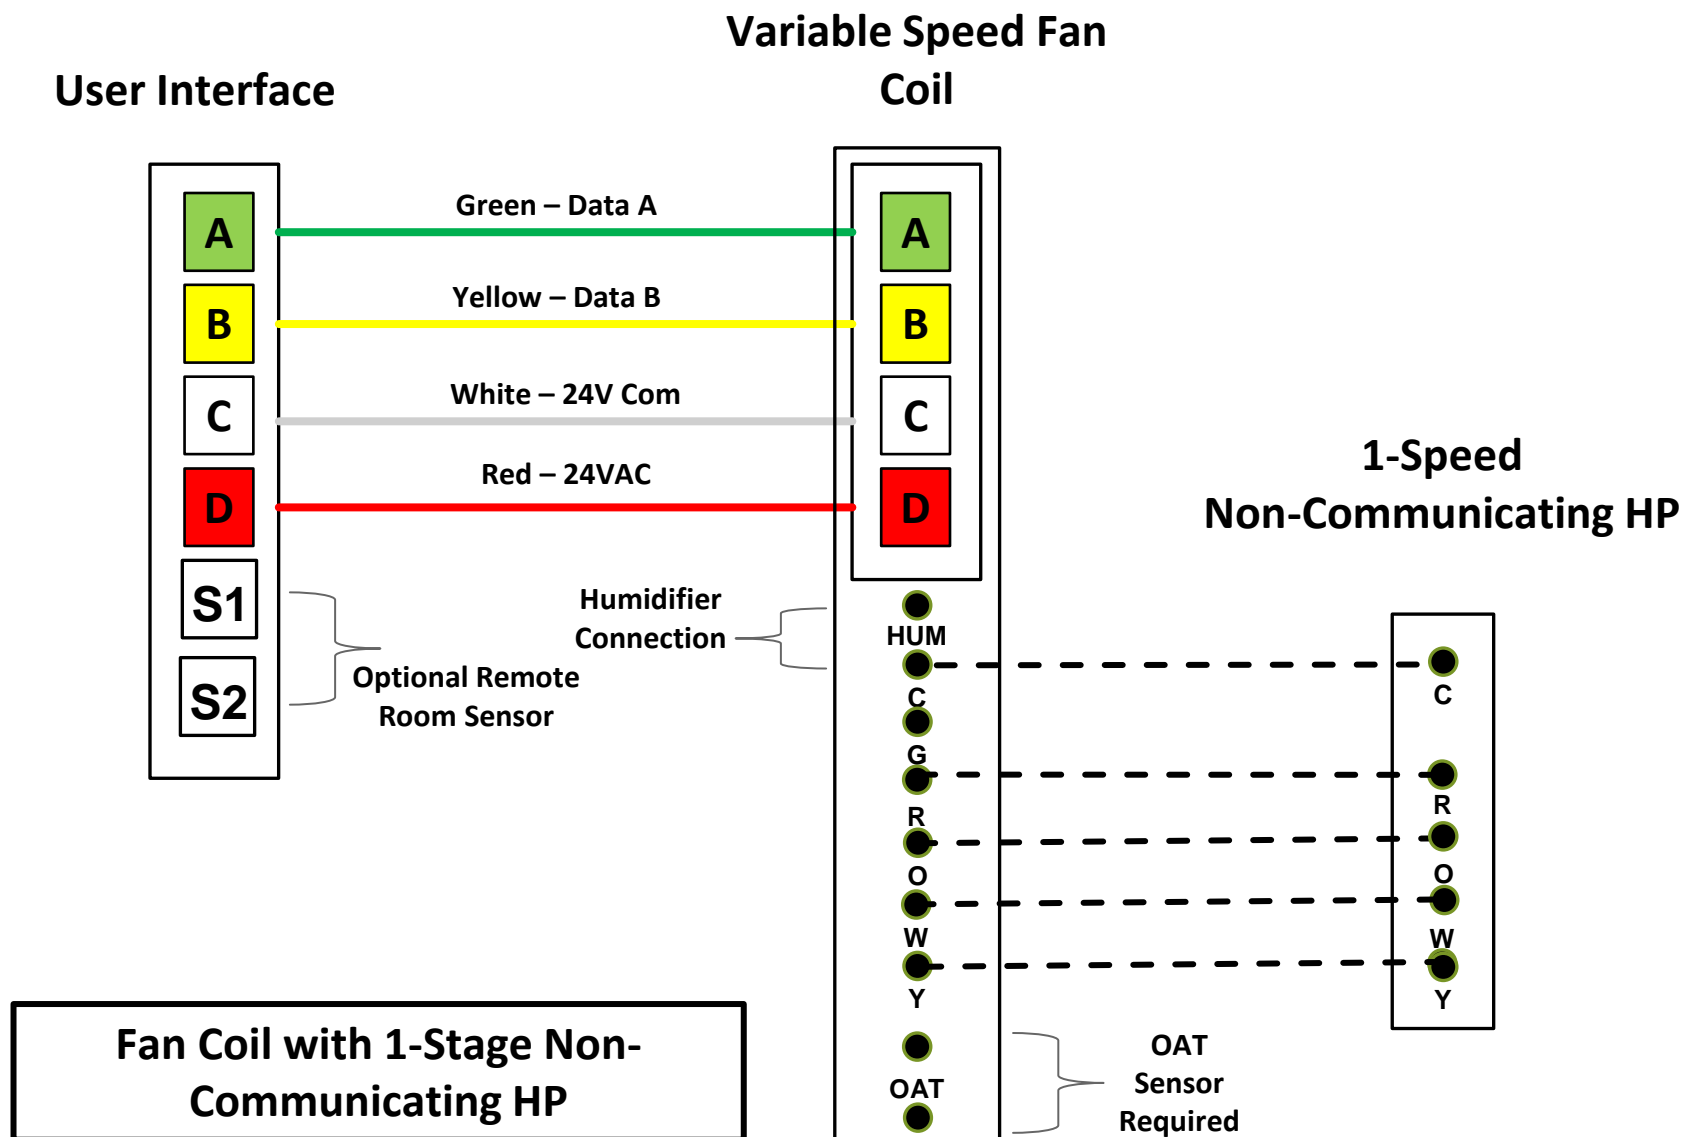 Variable Speed Fan
Coil
User Interface
A
B
C
D
S1
S2
Green – Data A
Yellow – Data B
White – 24V Com
Red – 24VAC
Optional Remote
Room Sensor
Humidifier
Connection
A
B
C
D
HUM
C
G
R
O
W
Y
OAT
OAT
Sensor
Required
1-Speed
Non-Communicating HP
C
R
O
W
Y
Fan Coil with 1-Stage Non-
Communicating HP